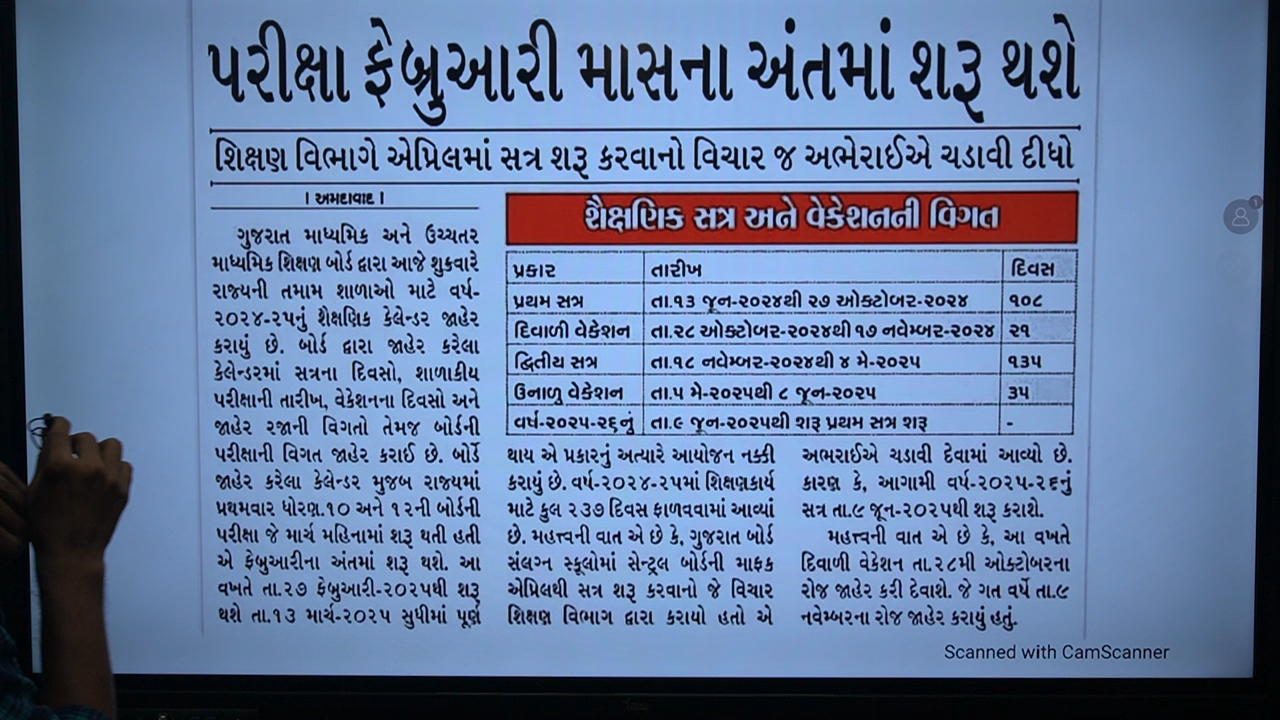 પરીક્ષા ફેબ્રુઆરી માસના અંતમાં શરૂ થશે
શિક્ષણ વિભાગે એપ્રિલમાં સત્ર શરૂ કરવાનો વિચાર જ અભેરાઈએ ચડાવી દીધો
। અમદાવાદ ।
ગુજરાત માધ્યમિક અને ઉચ્ચતર
માધ્યમિક શિક્ષણ બોર્ડ દ્વારા આજે શુક્રવારે
રાજ્યની તમામ શાળાઓ માટે વર્ષ-
૨૦૨૪-૨૫નું શૈક્ષણિક કેલેન્ડર જાહેર
કરાયું છે. બોર્ડ દ્વારા જાહેર કરેલા
કેલેન્ડરમાં સત્રના દિવસો, શાળાકીય
પરીક્ષાની તારીખ, વેકેશનના દિવસો અને
જાહેર રજાની વિગતો તેમજ બોર્ડની
પરીક્ષાની વિગત જાહેર કરાઈ છે. બોર્ડે
જાહેર કરેલા કેલેન્ડર મુજબ રાજ્યમાં
પ્રથમવાર ધોરણ.૧૦ અને ૧૨ની બોર્ડની
પરીક્ષા જે માર્ચ મહિનામાં શરૂ થતી હતી
એ ફેબ્રુઆરીના અંતમાં શરૂ થશે. આ
વખતે તા.૨૭ ફેબ્રુઆરી-૨૦૨૫થી શરૂ
થશે તા.૧૩ માર્ચ-૨૦૨૫ સુધીમાં પૂર્ણ
શૈક્ષણિક સત્ર અને વેકેશનની વિગત
પ્રકાર તારીખ દિવસ
પ્રથમ સત્ર તા.૧૩ જૂન-૨૦૨૪થી ૨૭ ઓક્ટોબર-૨૦૨૪ ૧૦૮
દિવાળી વેકેશન તા.૨૮ ઓક્ટોબર-૨૦૨૪થી ૧૭ નવેમ્બર-૨૦૨૪ ૨૧
દ્વિતીય સત્ર તા.૧૮ નવેમ્બર-૨૦૨૪થી ૪ મે-૨૦૨૫ ૧૩૫
ઉનાળુ વેકેશન તા.૫ મે-૨૦૨૫થી ૮ જૂન-૨૦૨૫ ૩૫
વર્ષ-૨૦૨૫-૨૬નું તા.૯ જૂન-૨૦૨૫થી શરૂ પ્રથમ સત્ર શરૂ -
થાય એ પ્રકારનું અત્યારે આયોજન નક્કી
કરાયું છે. વર્ષ-૨૦૨૪-૨૫માં શિક્ષણકાર્ય
માટે કુલ ૨૩૭ દિવસ ફાળવવામાં આવ્યાં
છે. મહત્ત્વની વાત એ છે કે, ગુજરાત બોર્ડ
સંલગ્ન સ્કૂલોમાં સેન્ટ્રલ બોર્ડની માફક
એપ્રિલથી સત્ર શરૂ કરવાનો જે વિચાર
શિક્ષણ વિભાગ દ્વારા કરાયો હતો એ
અભરાઈએ ચડાવી દેવામાં આવ્યો છે.
કારણ કે, આગામી વર્ષ-૨૦૨૫-૨૬નું
સત્ર તા.૯ જૂન-૨૦૨૫થી શરૂ કરાશે.
મહત્ત્વની વાત એ છે કે, આ વખતે
દિવાળી વેકેશન તા.૨૮મી ઓક્ટોબરના
રોજ જાહેર કરી દેવાશે. જે ગત વર્ષે તા.૯
નવેમ્બરના રોજ જાહેર કરાયું હતું.
Scanned with CamScanner